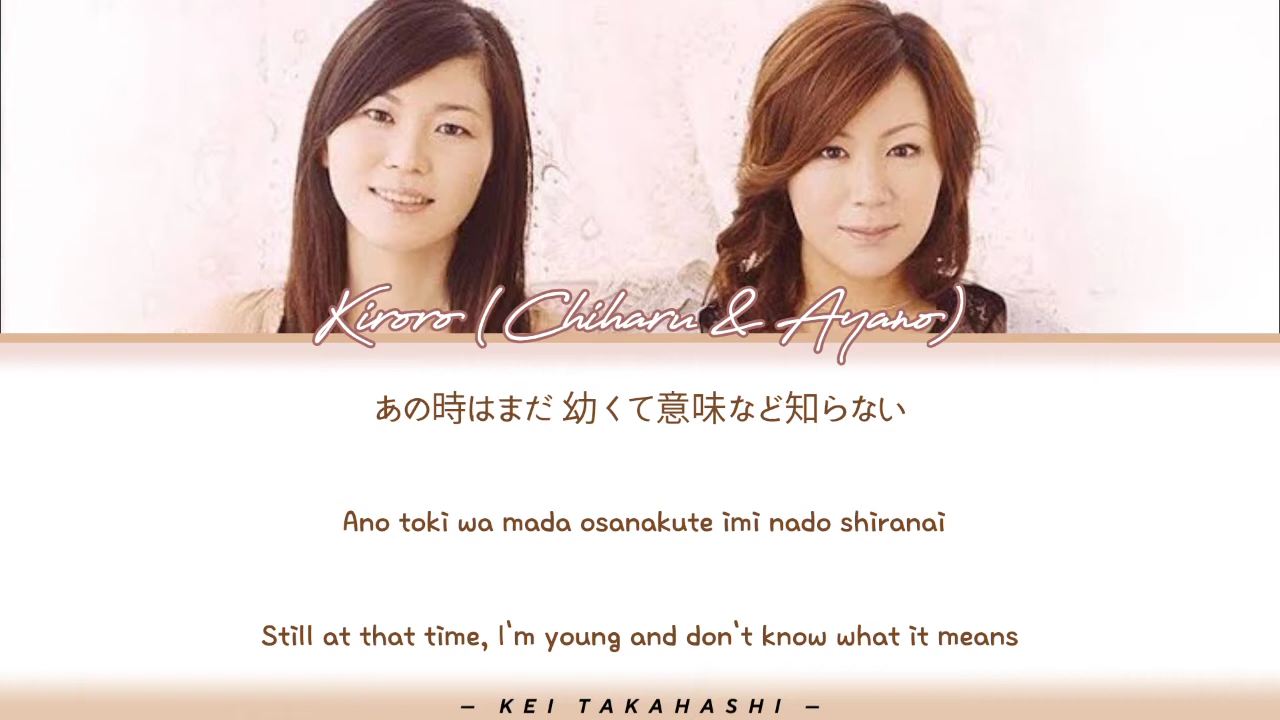 Kiroro (Chiharu & Ayano)
あの時はまだ 幼くて意味など知らない
Ano toki wa mada osanakute imi nado shiranai
Still at that time, I'm young and don't know what it means
– KEI TAKAHASHI –